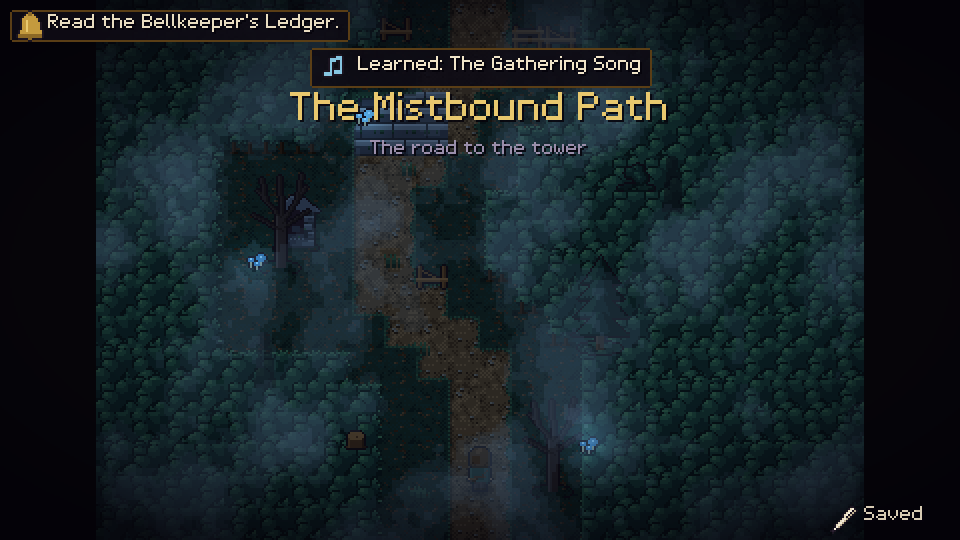 Read the Bellkeeper's Ledger.
Learned: The Gathering Song
The Mistbound Path
The road to the tower
Saved